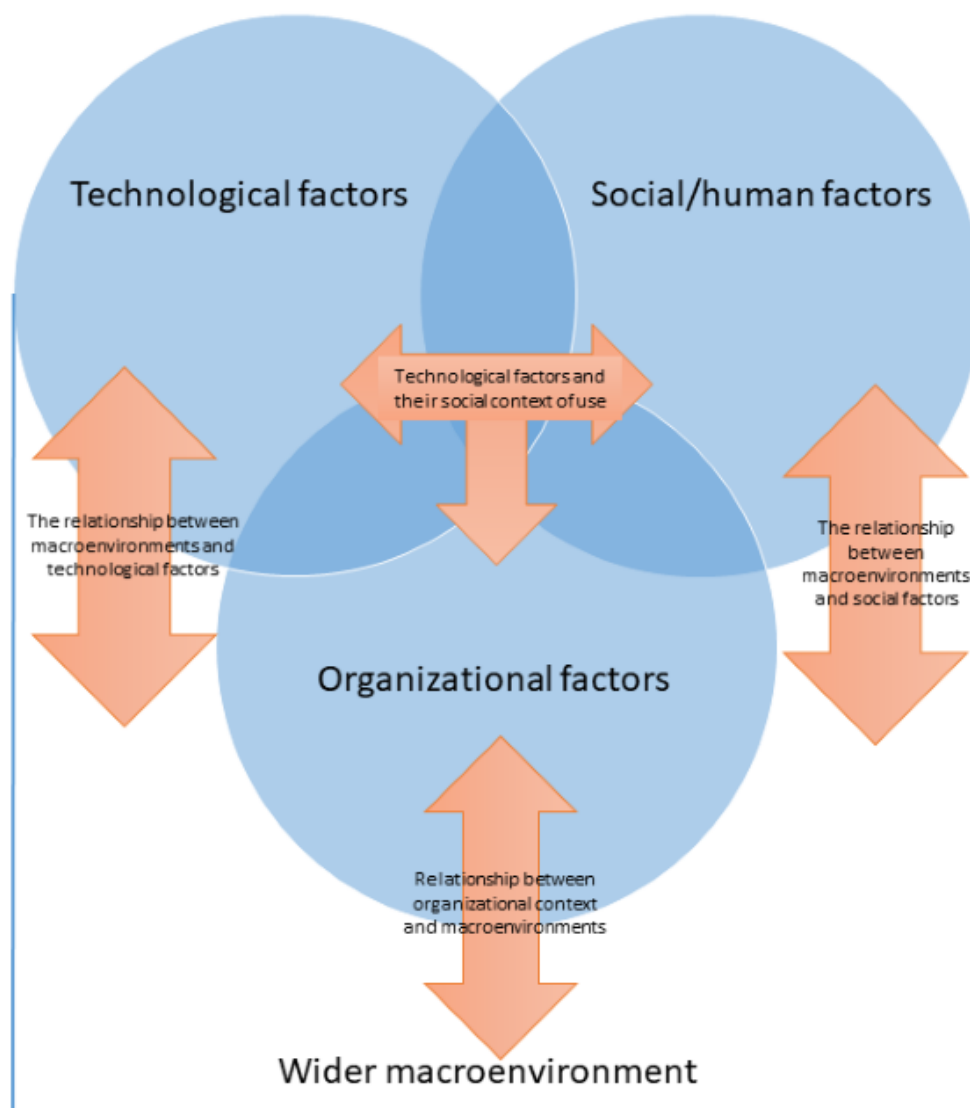 Technological factors
Social/human factors
Technological factors and
their social context of use
The relationship between
macroenvironments and
technological factors
The relationship
between
macroenvironments
and social factors
Organizational factors
Relationship between
organizational context
and macroenvironments
Wider macroenvironment